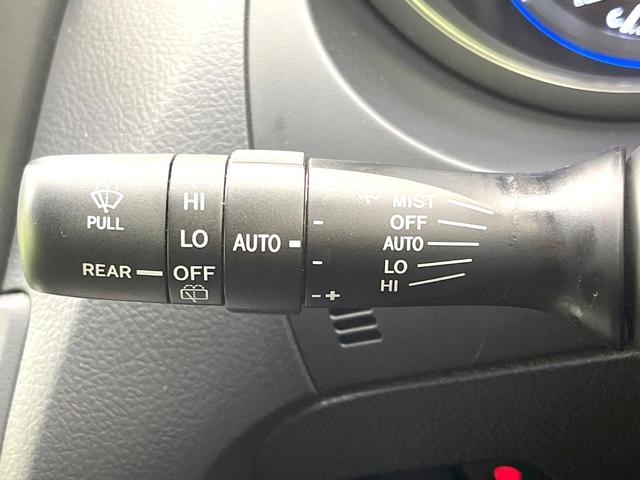 PULL
REAR
HI
LO
OFF
AUTO
- +
MIST
OFF
AUTO
LO
HI